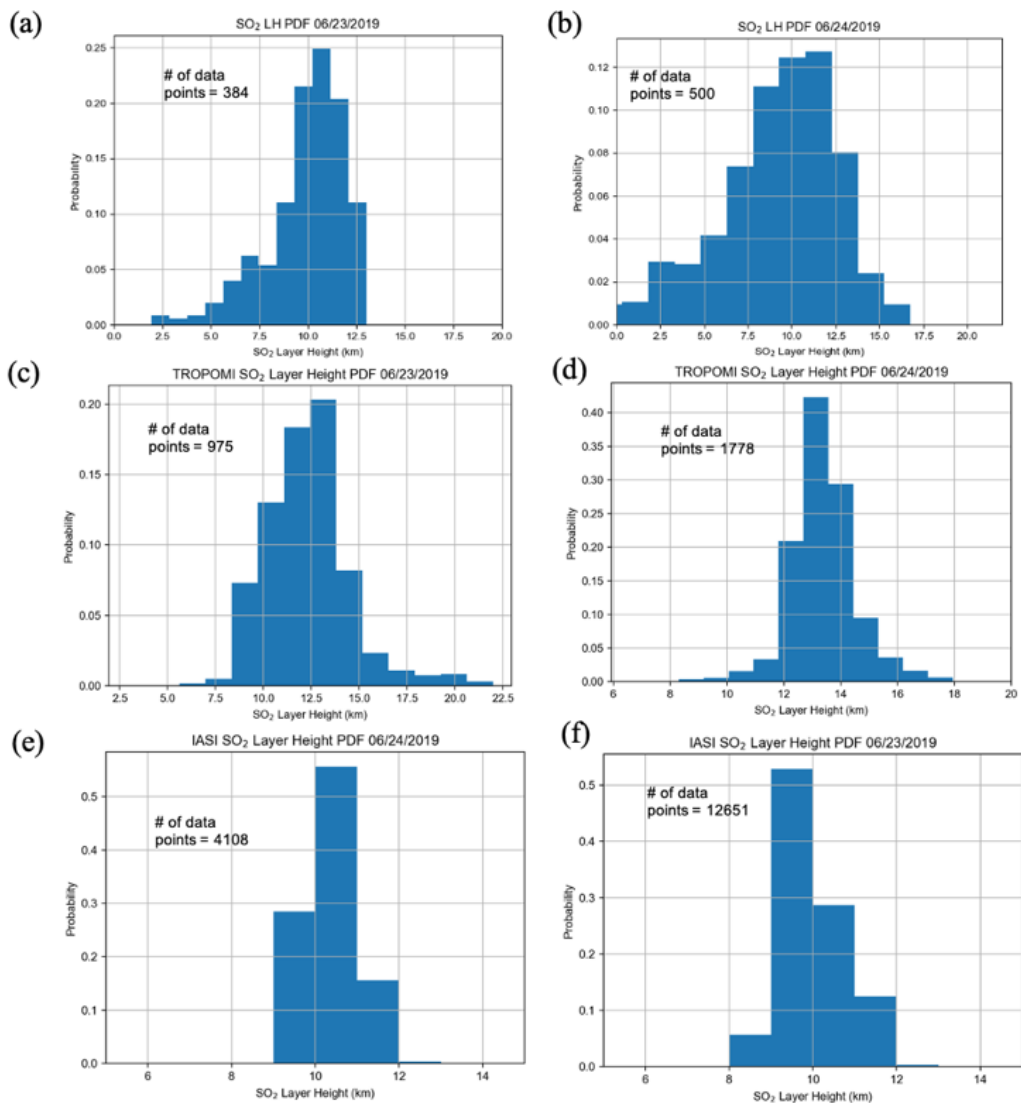 (a)
SO₂ LH PDF 06/23/2019
# of data
points = 384
0.25
0.20
0.15
0.10
0.05
0.00
Probability
0.0 2.5 5.0 7.5 10.0 12.5 15.0 17.5 20.0
SO₂ Layer Height (km)
(b)
SO₂ LH PDF 06/24/2019
# of data
points = 500
0.12
0.10
0.08
0.06
0.04
0.02
0.00
Probability
0.0 2.5 5.0 7.5 10.0 12.5 15.0 17.5 20.0
SO₂ Layer Height (km)
(c)
TROPOMI SO₂ Layer Height PDF 06/23/2019
# of data
points = 975
0.20
0.15
0.10
0.05
0.00
Probability
2.5 5.0 7.5 10.0 12.5 15.0 17.5 20.0 22.5
SO₂ Layer Height (km)
(d)
TROPOMI SO₂ Layer Height PDF 06/24/2019
# of data
points = 1778
0.40
0.35
0.30
0.25
0.20
0.15
0.10
0.05
0.00
Probability
6 8 10 12 14 16 18 20
SO₂ Layer Height (km)
(e)
IASI SO₂ Layer Height PDF 06/24/2019
# of data
points = 4108
0.5
0.4
0.3
0.2
0.1
0.0
Probability
6 8 10 12 14
SO₂ Layer Height (km)
(f)
IASI SO₂ Layer Height PDF 06/23/2019
# of data
points = 12651
0.5
0.4
0.3
0.2
0.1
0.0
Probability
6 8 10 12 14
SO₂ Layer Height (km)